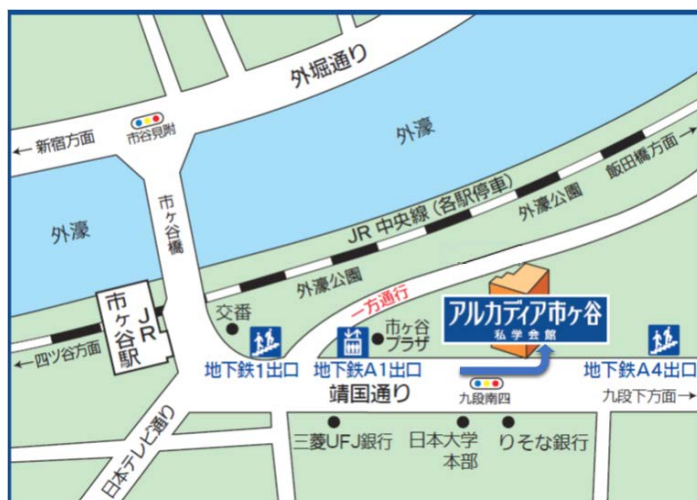 外堀通り
← 新宿方面
市谷見附
外濠
飯田橋方面 →
外濠
市ヶ谷橋
JR 中央線 (各駅停車)
外濠公園
外濠公園
JR
市ヶ谷駅
交番
一方通行
市ヶ谷
プラザ
アルカディア市ヶ谷
私学会館
←四ツ谷方面
地下鉄1出口
地下鉄A1出口
地下鉄A4出口
靖国通り
九段南四
九段下方面→
日本テレビ通り
三菱UFJ銀行
日本大学
本部
りそな銀行